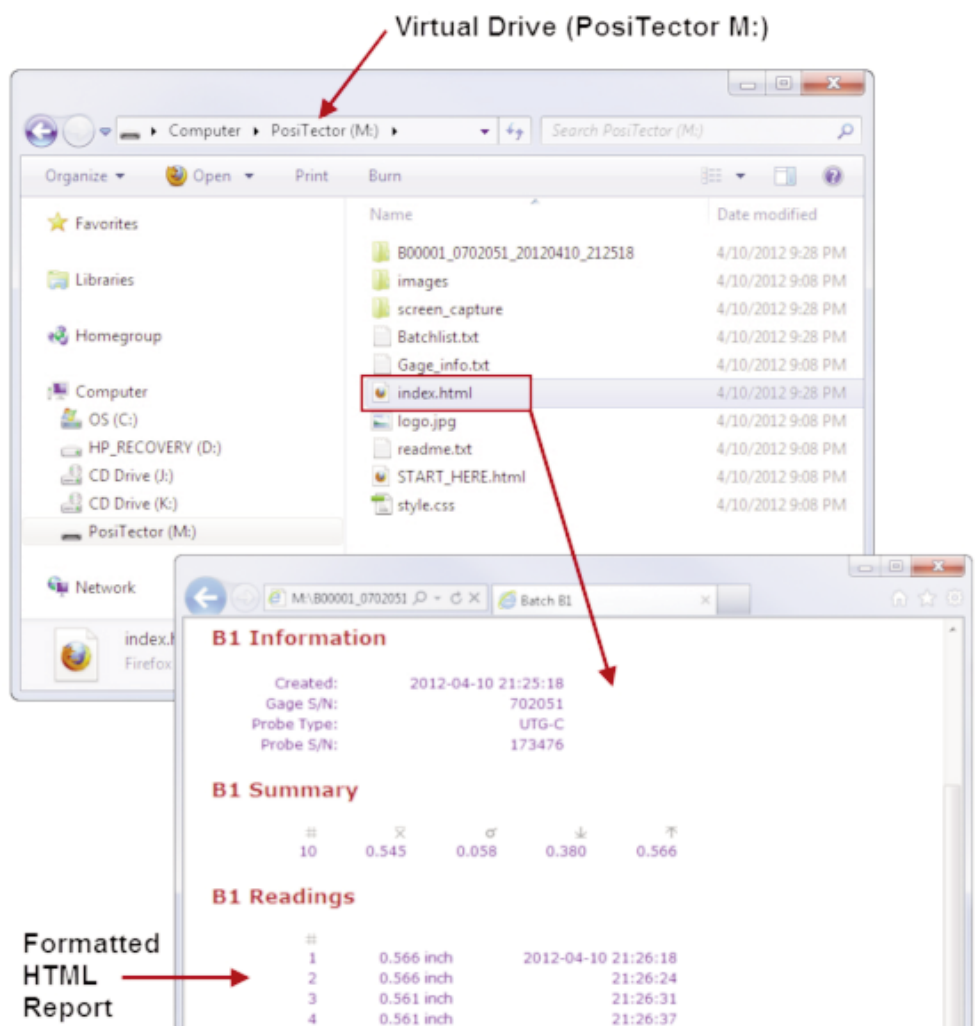 Virtual Drive (PosiTector M:)
Computer PosiTector (M:) Search PosiTector (M:)
Organize Open Print Burn
Name Date modified
Favorites
Libraries
Homegroup
Computer
OS (C:)
HP_RECOVERY (D:)
CD Drive (J:)
CD Drive (K:)
PosiTector (M:)
Network
B00001_0702051_20120410_212518 4/10/2012 9:28 PM
images 4/10/2012 9:08 PM
screen_capture 4/10/2012 9:28 PM
Batchlist.txt 4/10/2012 9:28 PM
Gage_info.txt 4/10/2012 9:08 PM
index.html 4/10/2012 9:28 PM
logo.jpg 4/10/2012 9:08 PM
readme.txt 4/10/2012 9:08 PM
START_HERE.html 4/10/2012 9:08 PM
style.css 4/10/2012 9:08 PM
index.h
Firefox
M:\B00001_0702051 Batch B1
B1 Information
Created: 2012-04-10 21:25:18
Gage S/N: 702051
Probe Type: UTG-C
Probe S/N: 173476
B1 Summary
# x̄ σ ↓ ↑
10 0.545 0.058 0.380 0.566
B1 Readings
#
1 0.566 inch 2012-04-10 21:26:18
2 0.566 inch 21:26:24
3 0.561 inch 21:26:31
4 0.561 inch 21:26:37
Formatted
HTML
Report